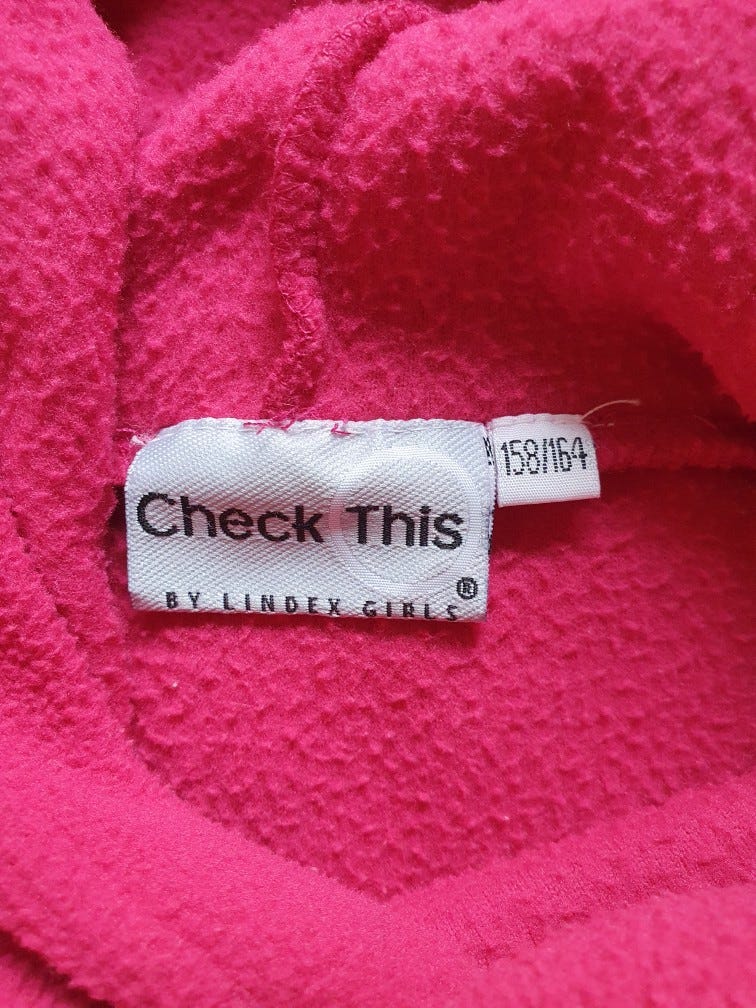 Check This
®
BY LINDEX GIRLS
158/164